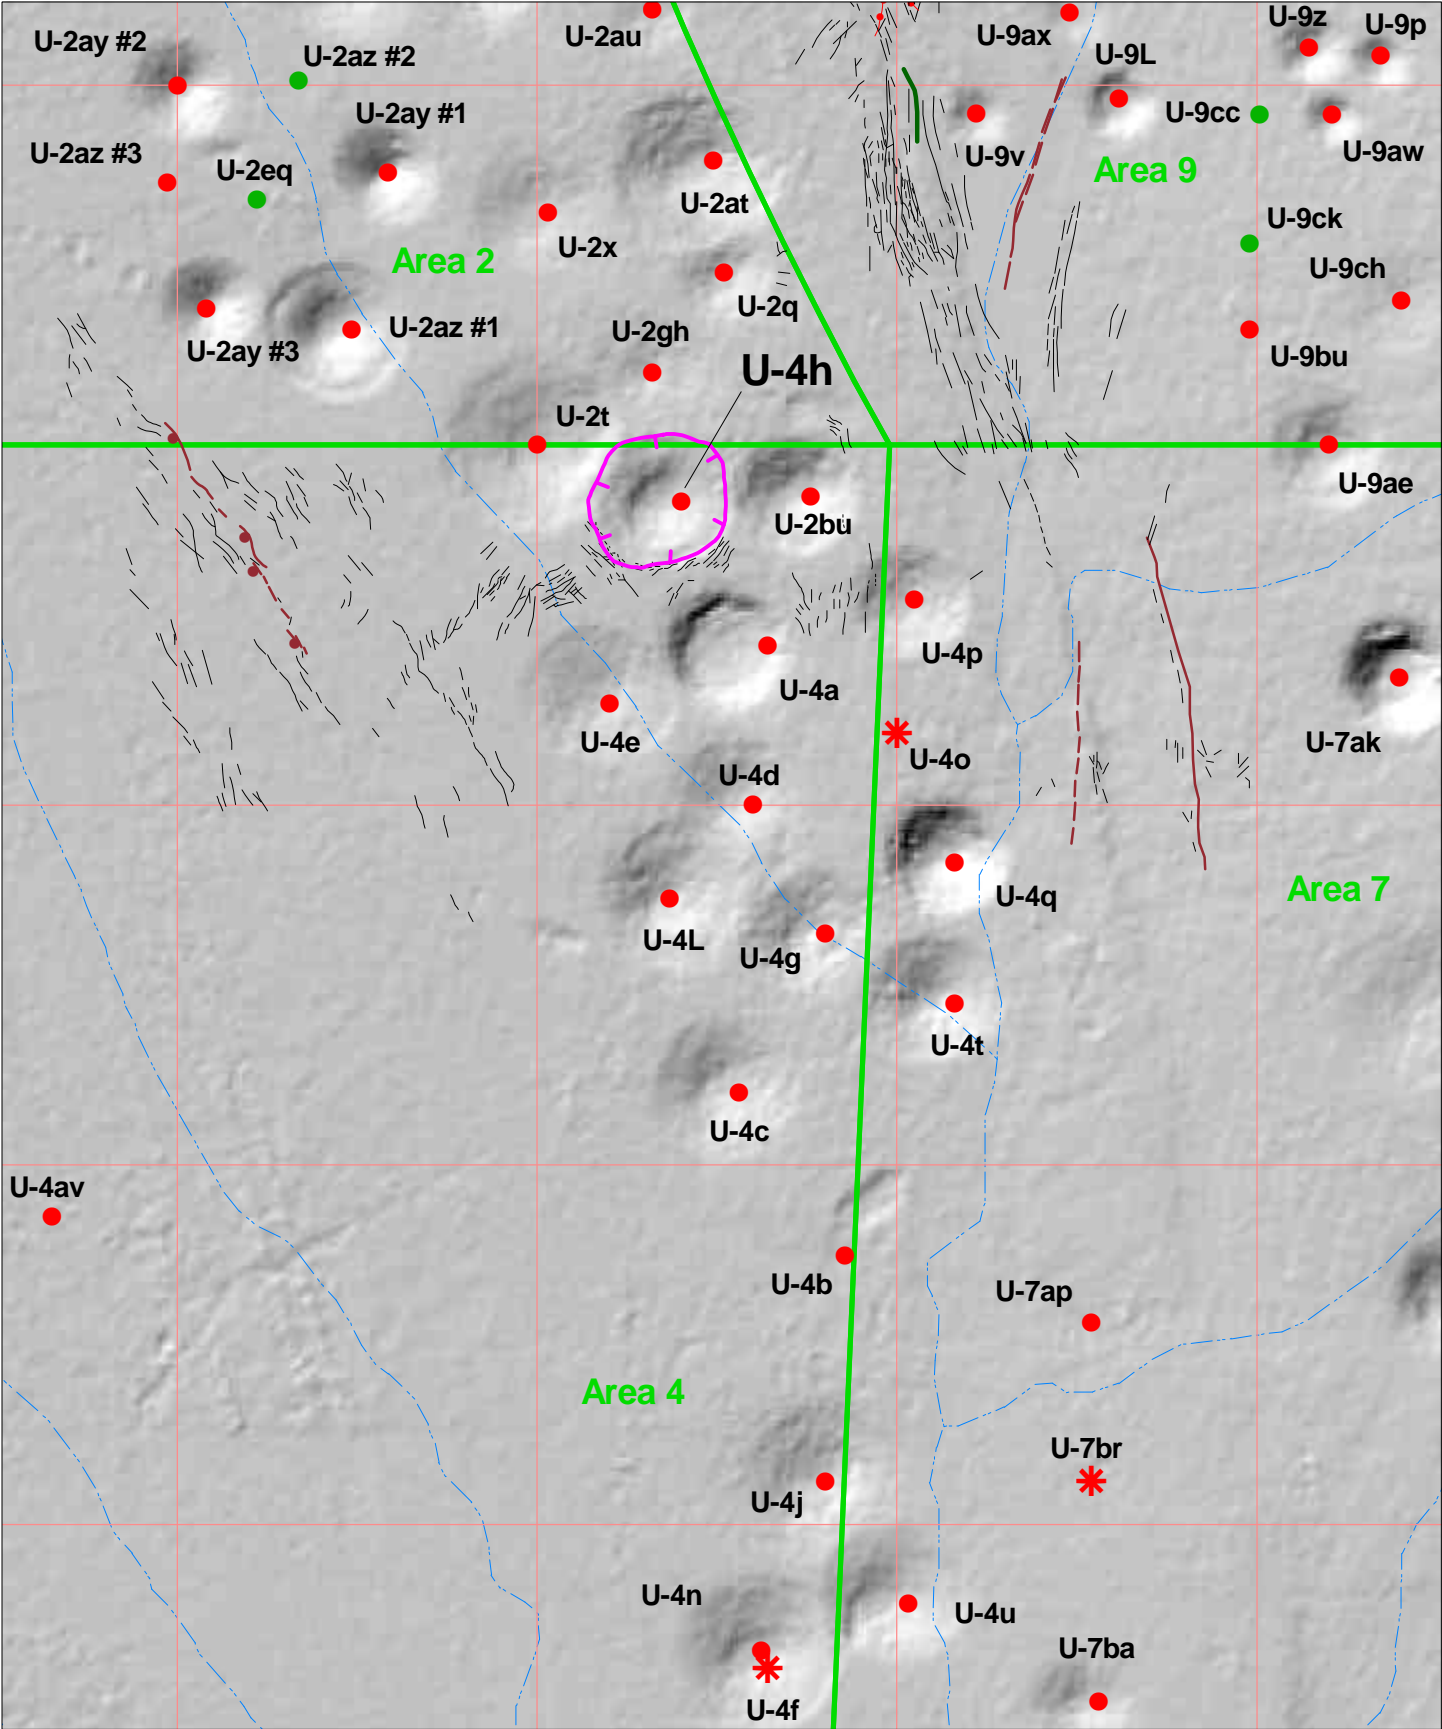 U-2au
U-9ax
U-9z
U-9p
U-2ay #2
U-2az #2
U-9L
U-2ay #1
U-9cc
U-2az #3
U-2eq
U-9v
Area 9
U-9aw
U-2at
U-9ck
U-2x
Area 2
U-9ch
U-2q
U-2az #1
U-2gh
U-2ay #3
U-9bu
U-4h
U-2t
U-9ae
U-2bu
U-4p
U-4a
U-4e
U-7ak
U-4o
U-4d
Area 7
U-4q
U-4L
U-4g
U-4t
U-4c
U-4av
U-4b
U-7ap
Area 4
U-7br
U-4j
U-4n
U-4u
U-7ba
U-4f